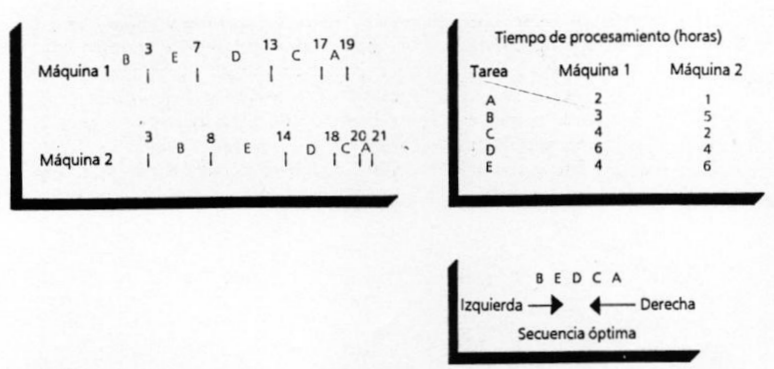 3 7 13 17 19
B E D C A
Máquina 1
3 8 14 18 20 21
B E D C A
Máquina 2
Tiempo de procesamiento (horas)
Tarea Máquina 1 Máquina 2
A 2 1
B 3 5
C 4 2
D 6 4
E 4 6
B E D C A
Izquierda Derecha
Secuencia óptima